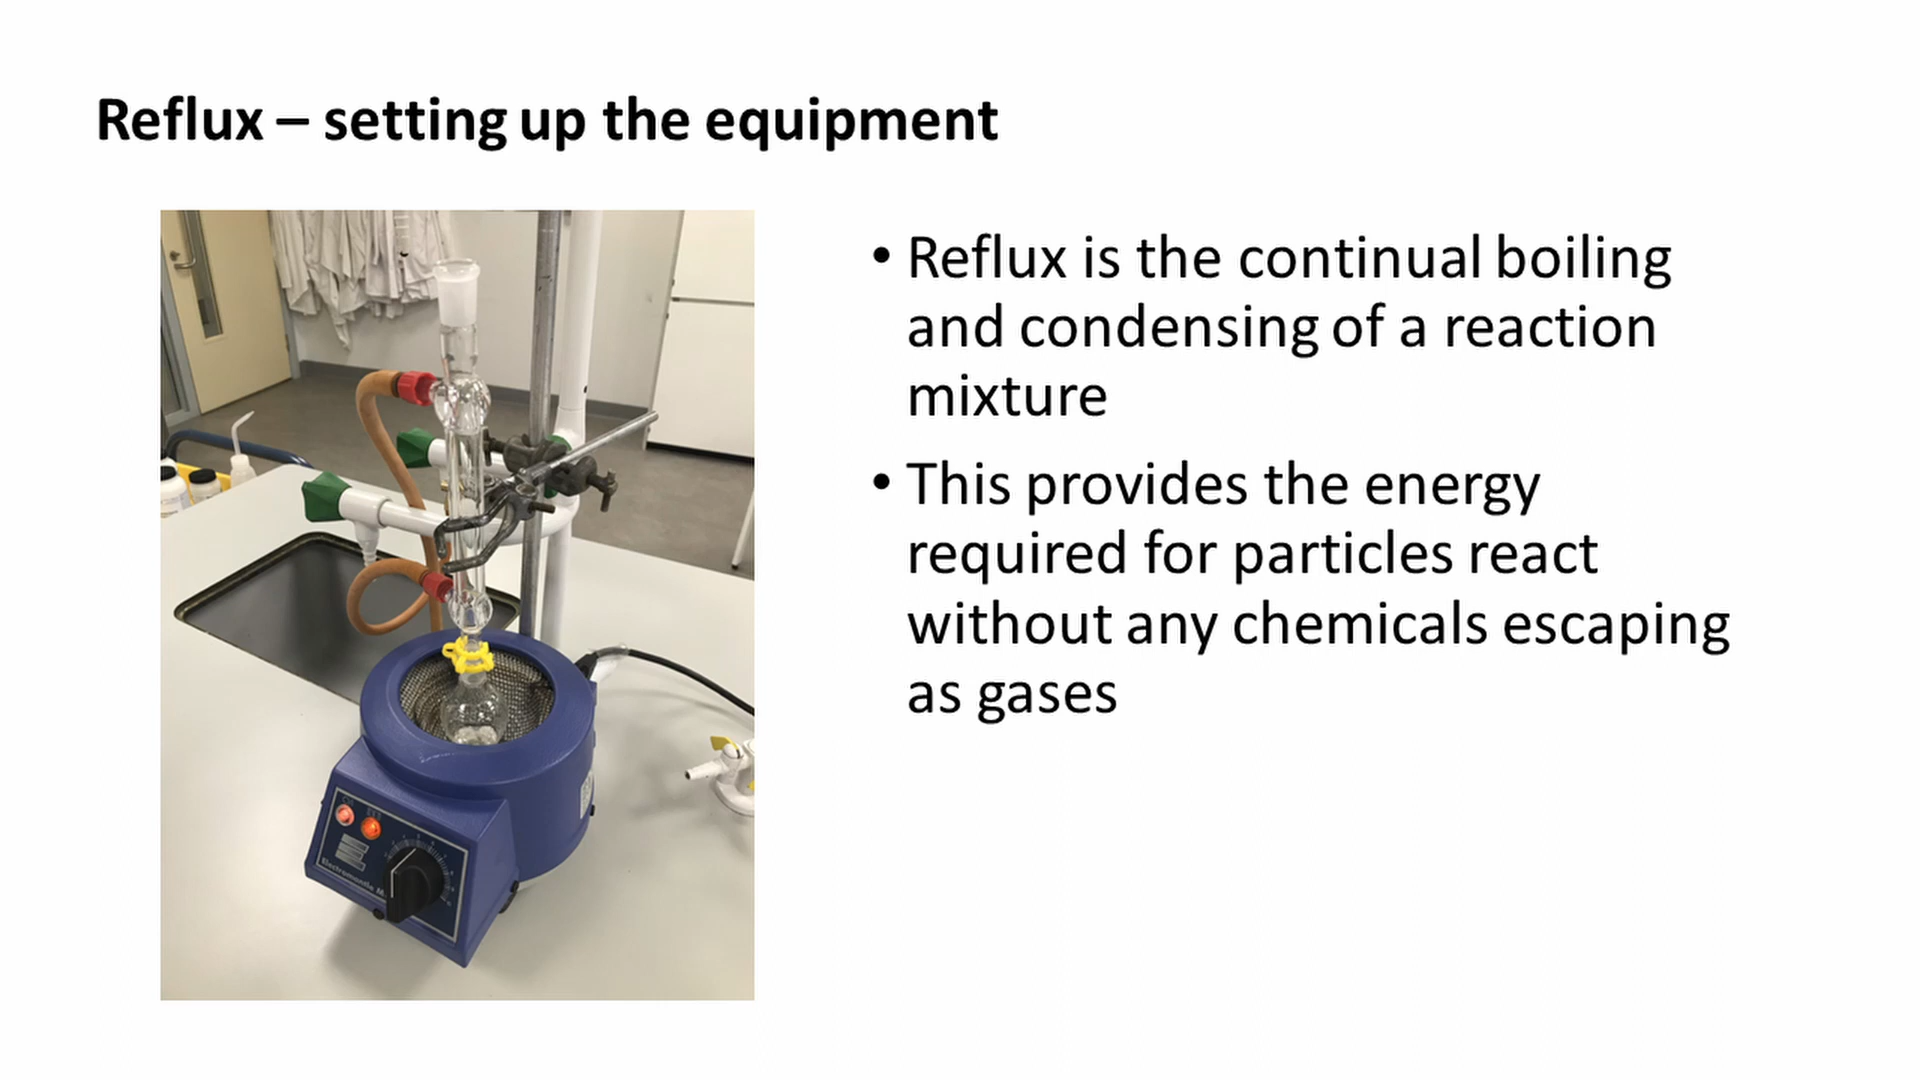 Reflux – setting up the equipment
• Reflux is the continual boiling
and condensing of a reaction
mixture
• This provides the energy
required for particles react
without any chemicals escaping
as gases
Electromantle